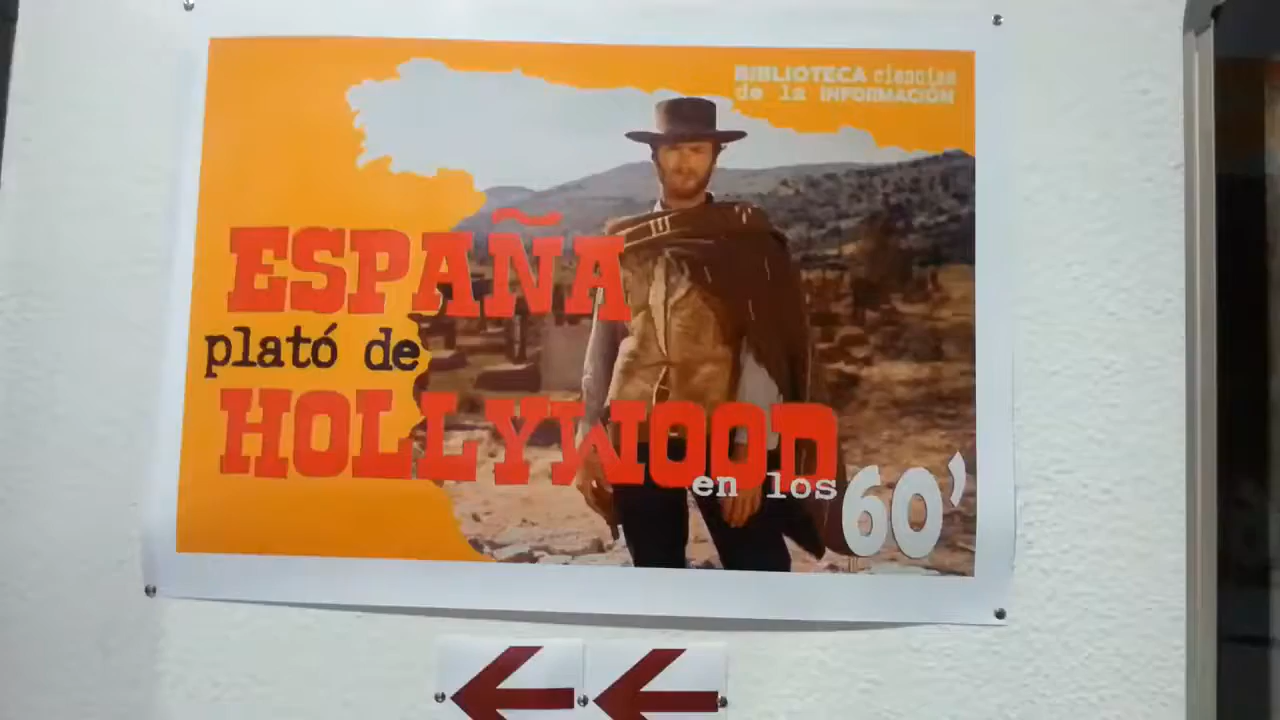 BIBLIOTECA ciencias
de la INFORMACIÓN
ESPAÑA
plató de
HOLLYWOOD
en los 60'